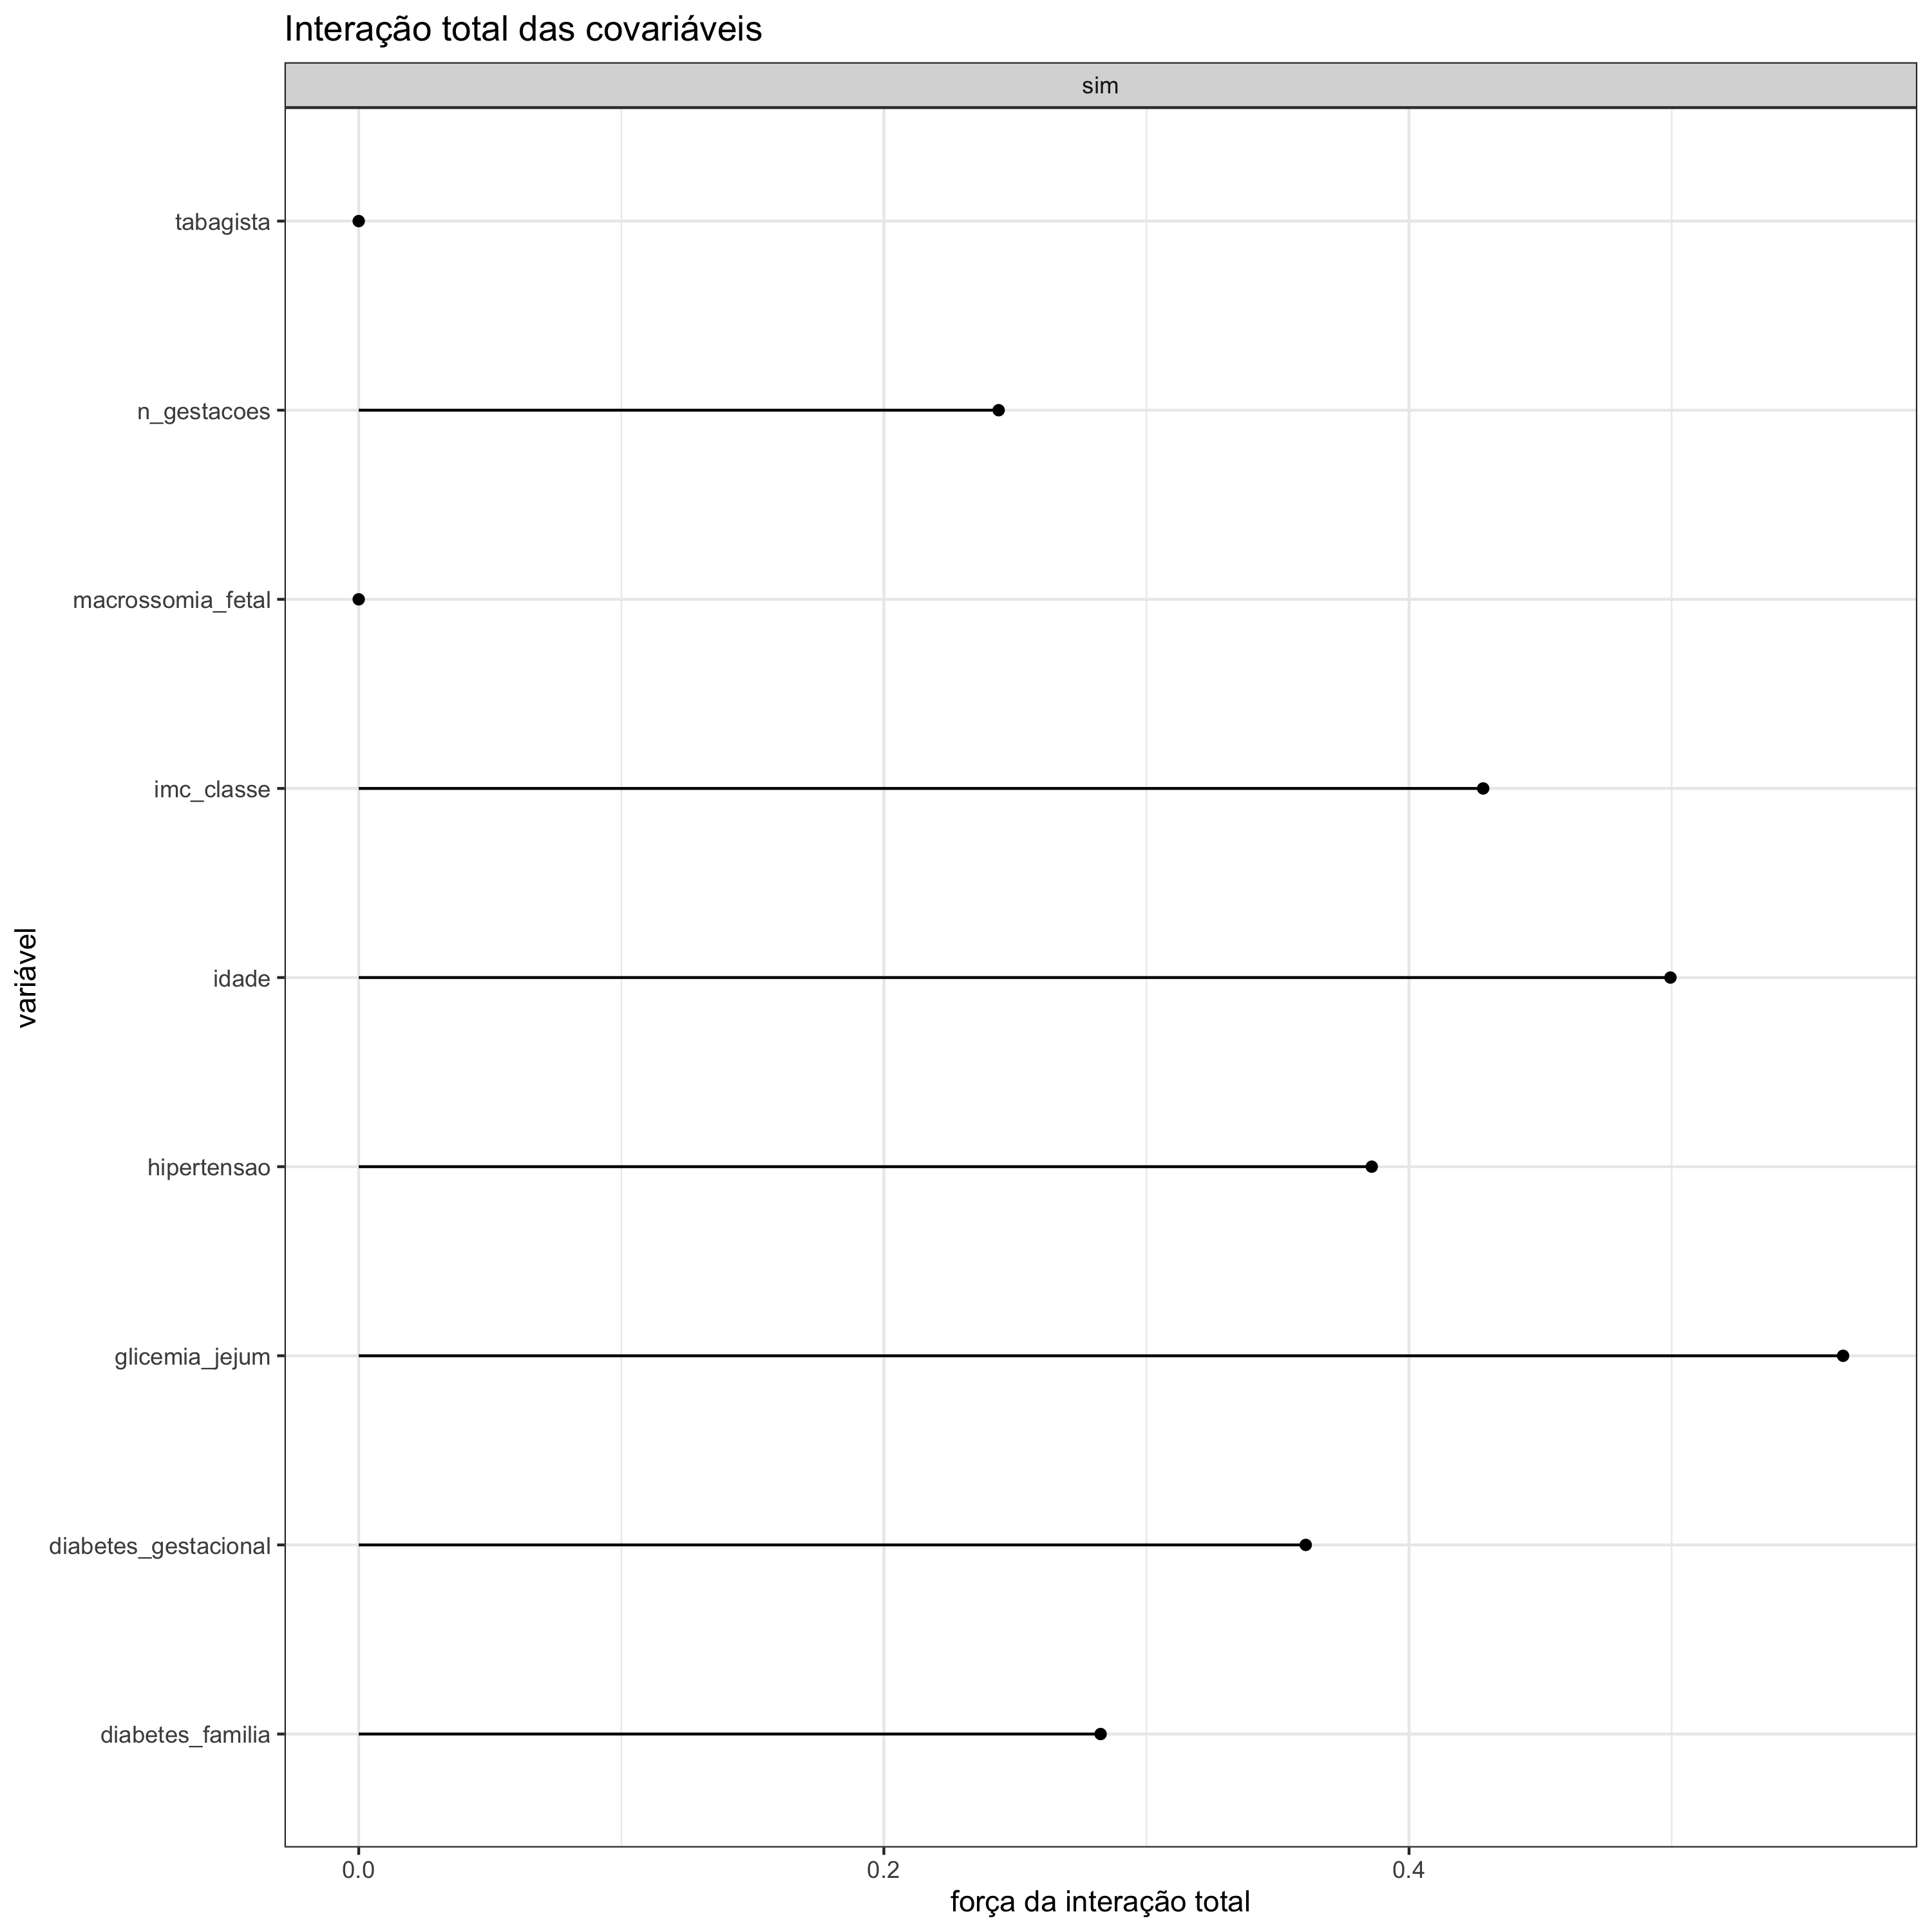 Interação total das covariáveis
sim
tabagista
n_gestacoes
macrossomia_fetal
imc_classe
idade
hipertensao
glicemia_jejum
diabetes_gestacional
diabetes_familia
variável
0.0 0.2 0.4
força da interação total